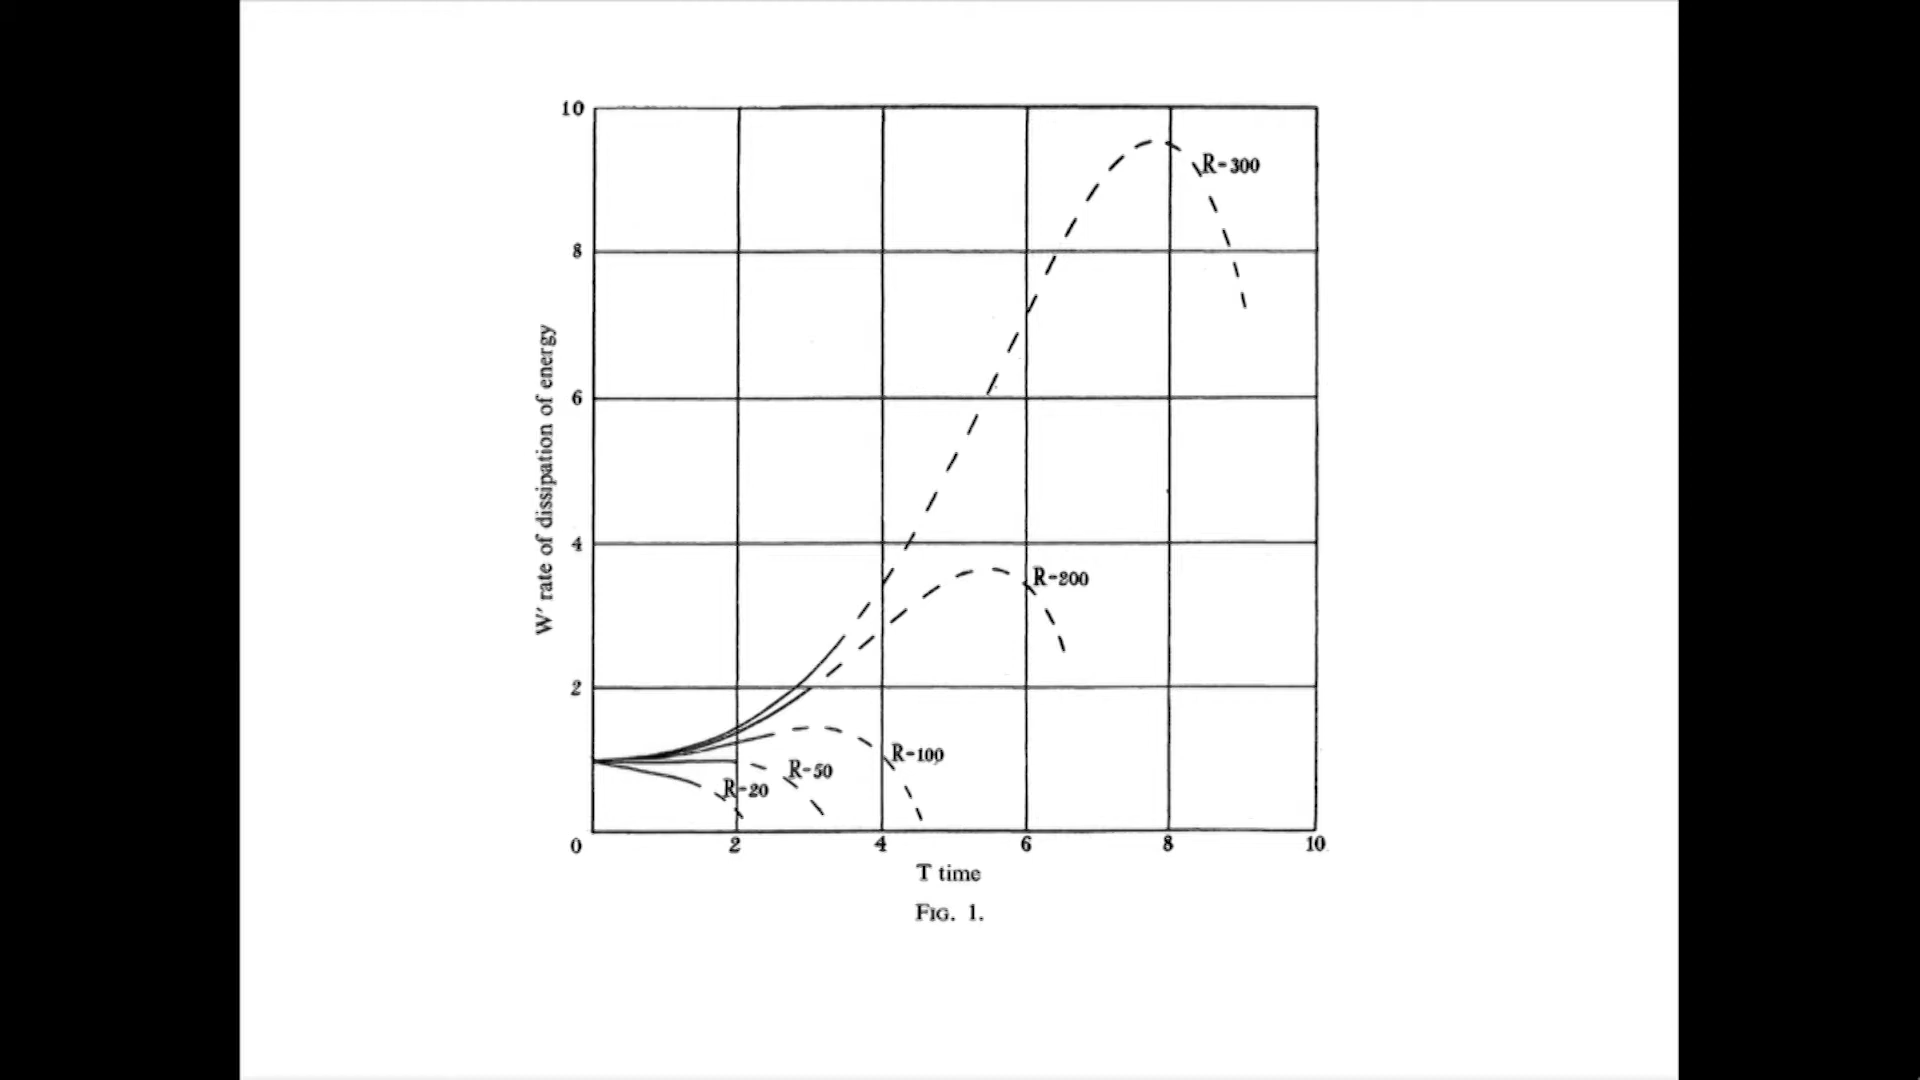 10
R=300
8
W′ rate of dissipation of energy
6
4
R=200
2
R=100
R=50
R=20
0 2 4 6 8 10
T time
FIG. 1.